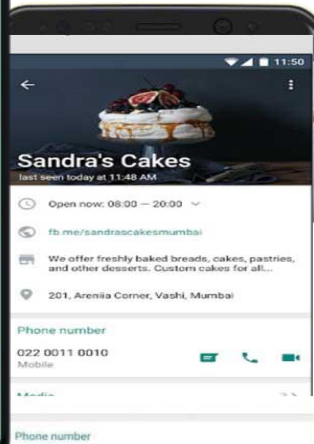 11:50
Sandra's Cakes
last seen today at 11:48 AM
Open now: 08:00 — 20:00
fb.me/sandrascakesmumbai
We offer freshly baked breads, cakes, pastries,
and other desserts. Custom cakes for all...
201, Arenja Corner, Vashi, Mumbai
Phone number
022 0011 0010
Mobile
Phone number